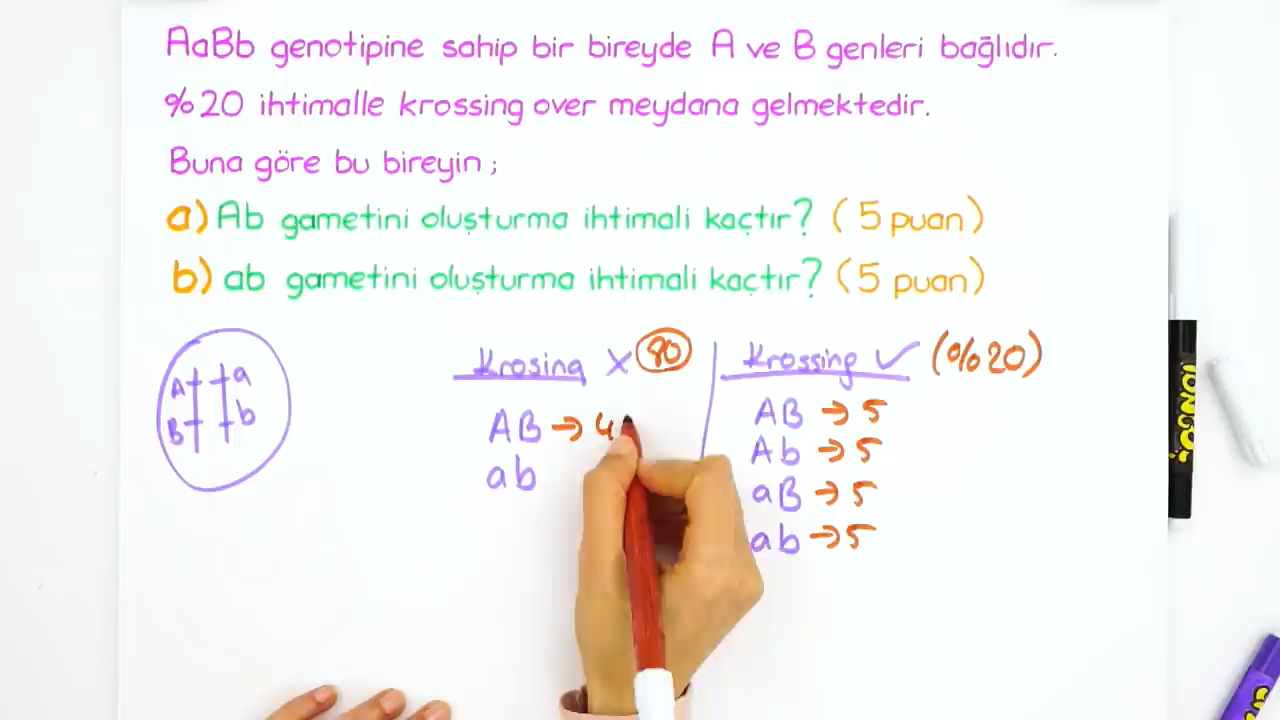 AaBb genotipine sahip bir bireyde A ve B genleri bağlıdır.
%20 ihtimalle krossing over meydana gelmektedir.
Buna göre bu bireyin ;
a) Ab gametini oluşturma ihtimali kaçtır? (5 puan)
b) ab gametini oluşturma ihtimali kaçtır? (5 puan)
A a
B b
Krosing X 80
AB → 4
ab
Krossing ✓ (%20)
AB → 5
Ab → 5
aB → 5
ab → 5